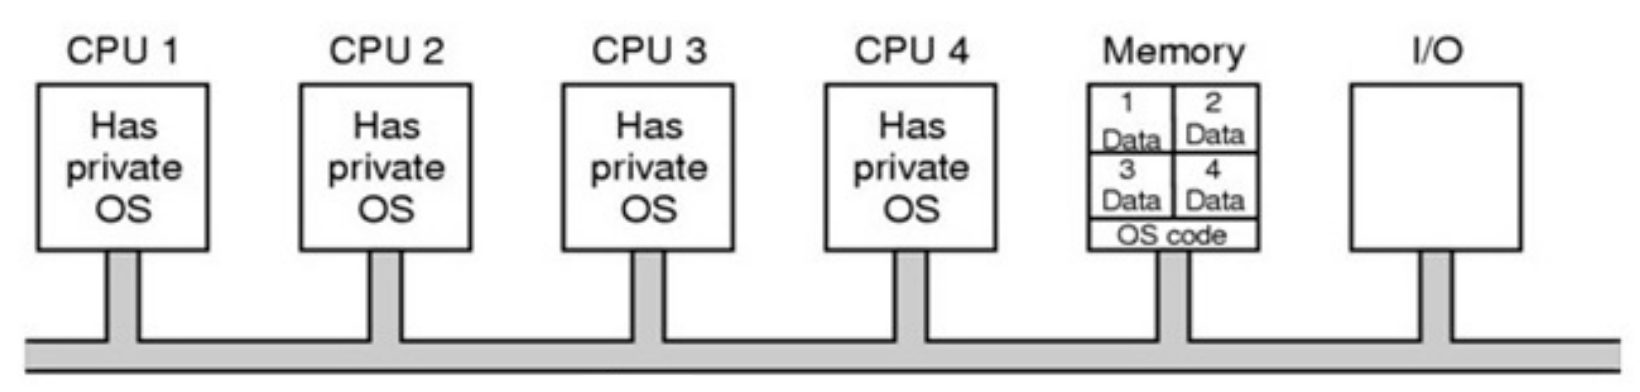 CPU 1
CPU 2
CPU 3
CPU 4
Memory
I/O
Has
private
OS
Has
private
OS
Has
private
OS
Has
private
OS
1
Data
2
Data
3
Data
4
Data
OS code